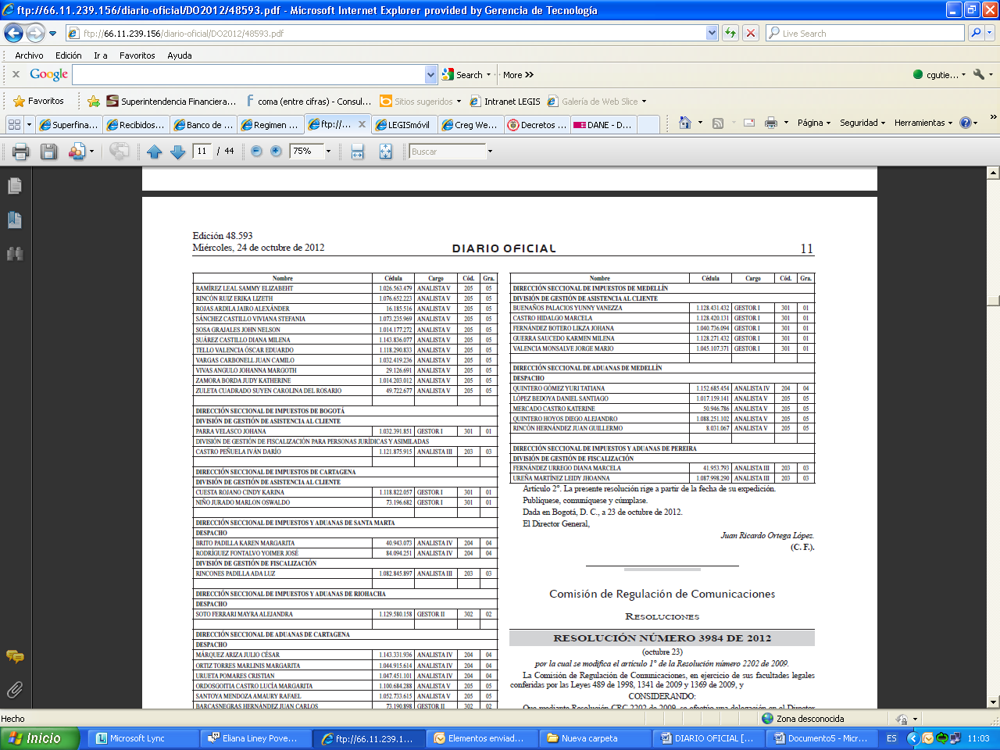 ftp://66.11.239.156/diario-oficial/DO2012/48593.pdf - Microsoft Internet Explorer provided by Gerencia de Tecnología
ftp://66.11.239.156/diario-oficial/DO2012/48593.pdf
Live Search
Archivo Edición Ir a Favoritos Ayuda
Google Search More » cgutie...
Favoritos Superintendencia Financiera... coma (entre cifras) - Consul... Sitios sugeridos Intranet LEGIS Galería de Web Slice
Superfina... Recibidos... Banco de ... Regimen ... ftp://... LEGISmóvil Creg We... Decretos ... DANE - D... Página Seguridad Herramientas
11 / 44 75% Buscar
Edición 48.593
Miércoles, 24 de octubre de 2012 DIARIO OFICIAL 11
Nombre Cédula Cargo Cód. Gra.
RAMÍREZ LEAL SAMMY ELIZABEHT 1.026.563.479 ANALISTA V 205 05
RINCÓN RUIZ ERIKA LIZETH 1.076.652.223 ANALISTA V 205 05
ROJAS ARDILA JAIRO ALEXÁNDER 16.185.516 ANALISTA V 205 05
SÁNCHEZ CASTILLO VIVIANA STEFANIA 1.073.235.969 ANALISTA V 205 05
SOSA GRAJALES JOHN NELSON 1.014.177.272 ANALISTA V 205 05
SUÁREZ CASTILLO DIANA MILENA 1.143.836.077 ANALISTA V 205 05
TELLO VALENCIA ÓSCAR EDUARDO 1.118.290.833 ANALISTA V 205 05
VARGAS CARBONELL JUAN CAMILO 1.032.419.236 ANALISTA V 205 05
VIVAS ANGULO JOHANNA MARGOTH 29.126.691 ANALISTA V 205 05
ZAMORA BORDA JUDY KATHERINE 1.014.203.012 ANALISTA V 205 05
ZULETA CUADRADO SUYEN CAROLINA DEL ROSARIO 49.722.677 ANALISTA V 205 05
DIRECCIÓN SECCIONAL DE IMPUESTOS DE BOGOTÁ
DIVISIÓN DE GESTIÓN DE ASISTENCIA AL CLIENTE
PARRA VELASCO JOHANA 1.032.391.851 GESTOR I 301 01
DIVISIÓN DE GESTIÓN DE FISCALIZACIÓN PARA PERSONAS JURÍDICAS Y ASIMILADAS
CASTRO PEÑUELA IVÁN DARÍO 1.121.875.915 ANALISTA III 203 03
DIRECCIÓN SECCIONAL DE IMPUESTOS DE CARTAGENA
DIVISIÓN DE GESTIÓN DE ASISTENCIA AL CLIENTE
CUESTA ROJANO CINDY KARINA 1.118.822.057 GESTOR I 301 01
NIÑO JURADO MARLON OSWALDO 73.196.682 GESTOR I 301 01
DIRECCIÓN SECCIONAL DE IMPUESTOS Y ADUANAS DE SANTA MARTA
DESPACHO
BRITO PADILLA KAREN MARGARITA 40.943.073 ANALISTA IV 204 04
RODRÍGUEZ FONTALVO YOIMER JOSÉ 84.094.251 ANALISTA IV 204 04
DIVISIÓN DE GESTIÓN DE FISCALIZACIÓN
RINCONES PADILLA ADA LUZ 1.082.845.897 ANALISTA III 203 03
DIRECCIÓN SECCIONAL DE IMPUESTOS Y ADUANAS DE RIOHACHA
DESPACHO
SOTO FERRARI MAYRA ALEJANDRA 1.129.580.158 GESTOR II 302 02
DIRECCIÓN SECCIONAL DE ADUANAS DE CARTAGENA
DESPACHO
MÁRQUEZ ARIZA JULIO CÉSAR 1.143.331.936 ANALISTA IV 204 04
ORTIZ TORRES MARLINIS MARGARITA 1.044.915.614 ANALISTA IV 204 04
URUETA POMARES CRISTIAN 1.047.451.101 ANALISTA IV 204 04
ORDOSGOITIA CASTRO LUCÍA MARGARITA 1.100.684.288 ANALISTA V 205 05
SANTOYA MENDOZA AMAURY RAFAEL 1.052.733.615 ANALISTA V 205 05
BARCASNEGRAS HERNÁNDEZ JUAN CARLOS 73.190.898 GESTOR II 302 02
Nombre Cédula Cargo Cód. Gra.
DIRECCIÓN SECCIONAL DE IMPUESTOS DE MEDELLÍN
DIVISIÓN DE GESTIÓN DE ASISTENCIA AL CLIENTE
BUENAÑOS PALACIOS YUNNY VANEZZA 1.128.431.432 GESTOR I 301 01
CASTRO HIDALGO MARCELA 1.128.420.131 GESTOR I 301 01
FERNÁNDEZ BOTERO LIKZA JOHANA 1.040.736.094 GESTOR I 301 01
GUERRA SAUCEDO KARMEN MILENA 1.128.271.432 GESTOR I 301 01
VALENCIA MONSALVE JORGE MARIO 1.045.107.371 GESTOR I 301 01
DIRECCIÓN SECCIONAL DE ADUANAS DE MEDELLÍN
DESPACHO
QUINTERO GÓMEZ YURI TATIANA 1.152.685.454 ANALISTA IV 204 04
LÓPEZ BEDOYA DANIEL SANTIAGO 1.017.159.141 ANALISTA V 205 05
MERCADO CASTRO KATERINE 50.946.786 ANALISTA V 205 05
QUINTERO HOYOS DIEGO ALEJANDRO 1.088.251.102 ANALISTA V 205 05
RINCÓN HERNÁNDEZ JUAN GUILLERMO 8.031.067 ANALISTA V 205 05
DIRECCIÓN SECCIONAL DE IMPUESTOS Y ADUANAS DE PEREIRA
DIVISIÓN DE GESTIÓN DE FISCALIZACIÓN
FERNÁNDEZ URREGO DIANA MARCELA 41.953.793 ANALISTA III 203 03
UREÑA MARTÍNEZ LEIDY JHOANNA 1.087.998.290 ANALISTA III 203 03
Artículo 2°. La presente resolución rige a partir de la fecha de su expedición.
Publíquese, comuníquese y cúmplase.
Dada en Bogotá, D. C., a 23 de octubre de 2012.
El Director General,
Juan Ricardo Ortega López.
(C. F.).
Comisión de Regulación de Comunicaciones
RESOLUCIONES
RESOLUCIÓN NÚMERO 3984 DE 2012
(octubre 23)
por la cual se modifica el artículo 1° de la Resolución número 2202 de 2009.
La Comisión de Regulación de Comunicaciones, en ejercicio de sus facultades legales
conferidas por las Leyes 489 de 1998, 1341 de 2009 y 1369 de 2009, y
CONSIDERANDO:
Que mediante Resolución CRC 2202 de 2009, se efectúa una delegación en el Director
Hecho Zona desconocida
Inicio Microsoft Lync Eliana Liney Pove... ftp://66.11.239.1... Elementos enviad... Nueva carpeta DIARIO OFICIAL [... Documento5 - Micr... ES 11:03